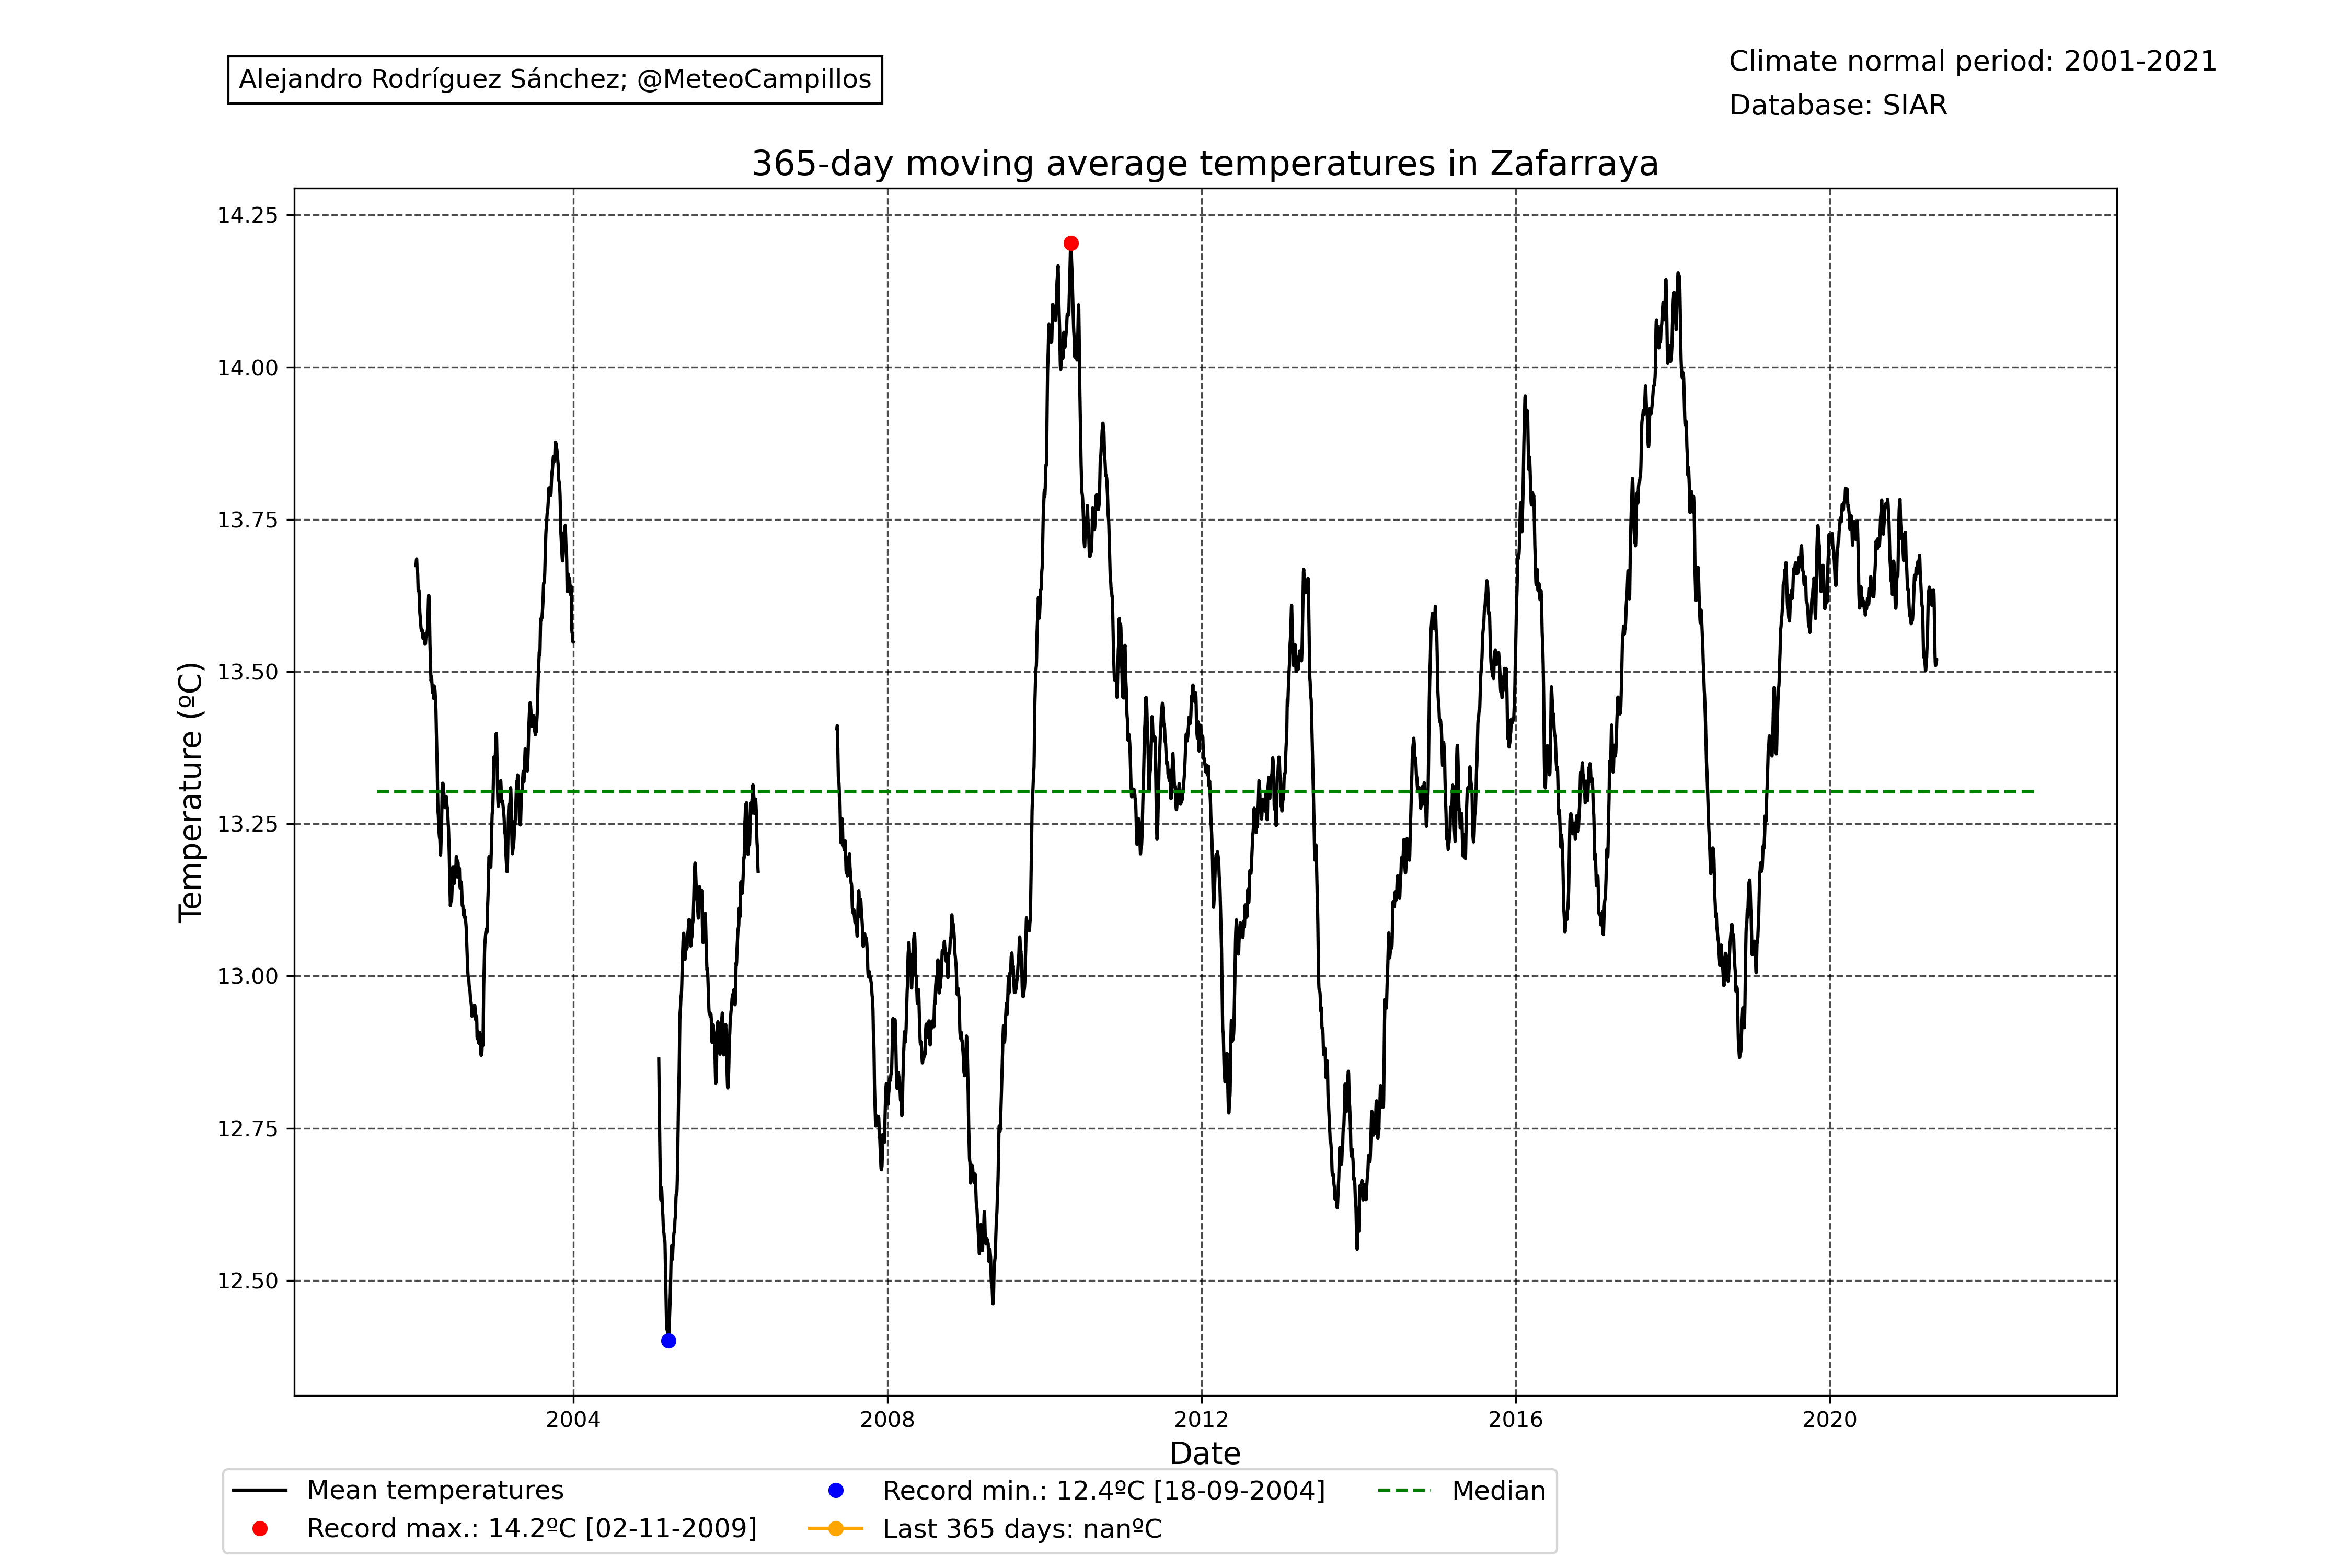 Alejandro Rodríguez Sánchez; @MeteoCampillos
Climate normal period: 2001-2021
Database: SIAR
365-day moving average temperatures in Zafarraya
14.25
14.00
13.75
13.50
13.25
13.00
12.75
12.50
Temperature (ºC)
2004 2008 2012 2016 2020
Date
Mean temperatures
Record max.: 14.2ºC [02-11-2009]
Record min.: 12.4ºC [18-09-2004]
Last 365 days: nanºC
Median